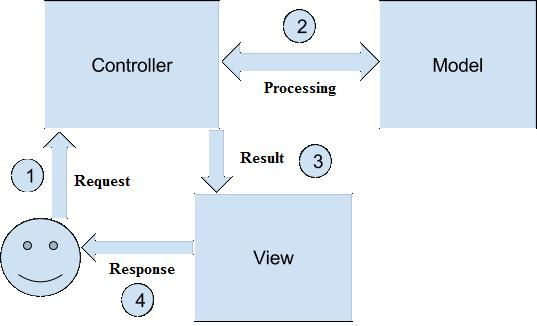 2
Controller
Model
Processing
Result
3
1
Request
View
Response
4